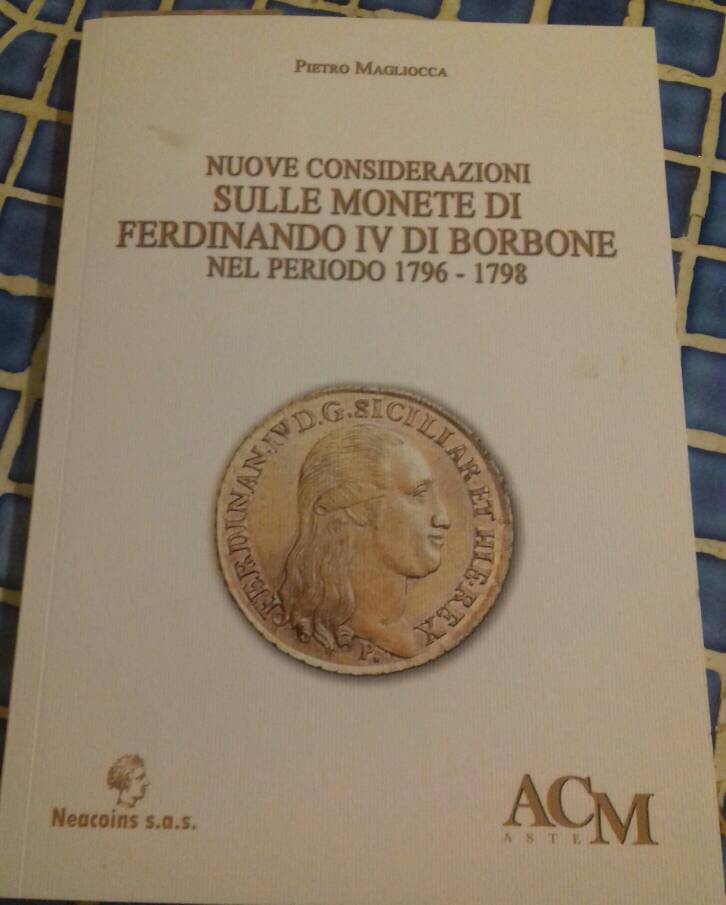 PIETRO MAGLIOCCA
NUOVE CONSIDERAZIONI
SULLE MONETE DI
FERDINANDO IV DI BORBONE
NEL PERIODO 1796 - 1798
FERDINAN·IV D.G.SICILIAR·ET HIE·REX
P.
Neacoins s.a.s.
ACM
ASTE